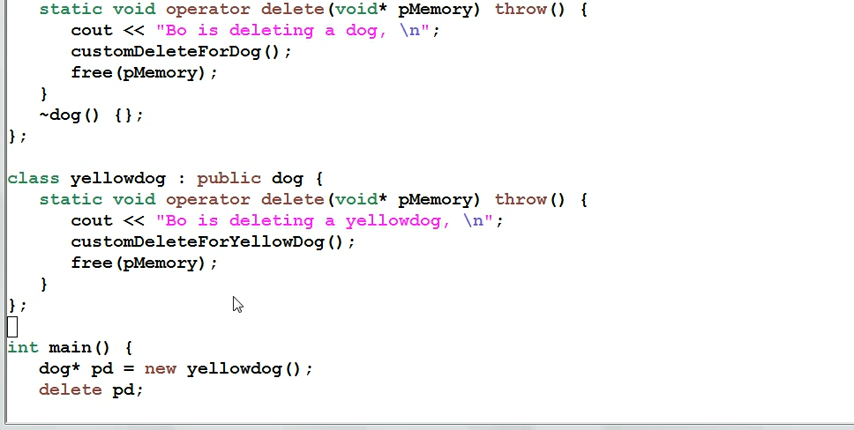 static void operator delete(void* pMemory) throw() {
cout << "Bo is deleting a dog, \n";
customDeleteForDog();
free(pMemory);
}
~dog() {};
};
class yellowdog : public dog {
static void operator delete(void* pMemory) throw() {
cout << "Bo is deleting a yellowdog, \n";
customDeleteForYellowDog();
free(pMemory);
}
};
int main() {
dog* pd = new yellowdog();
delete pd;